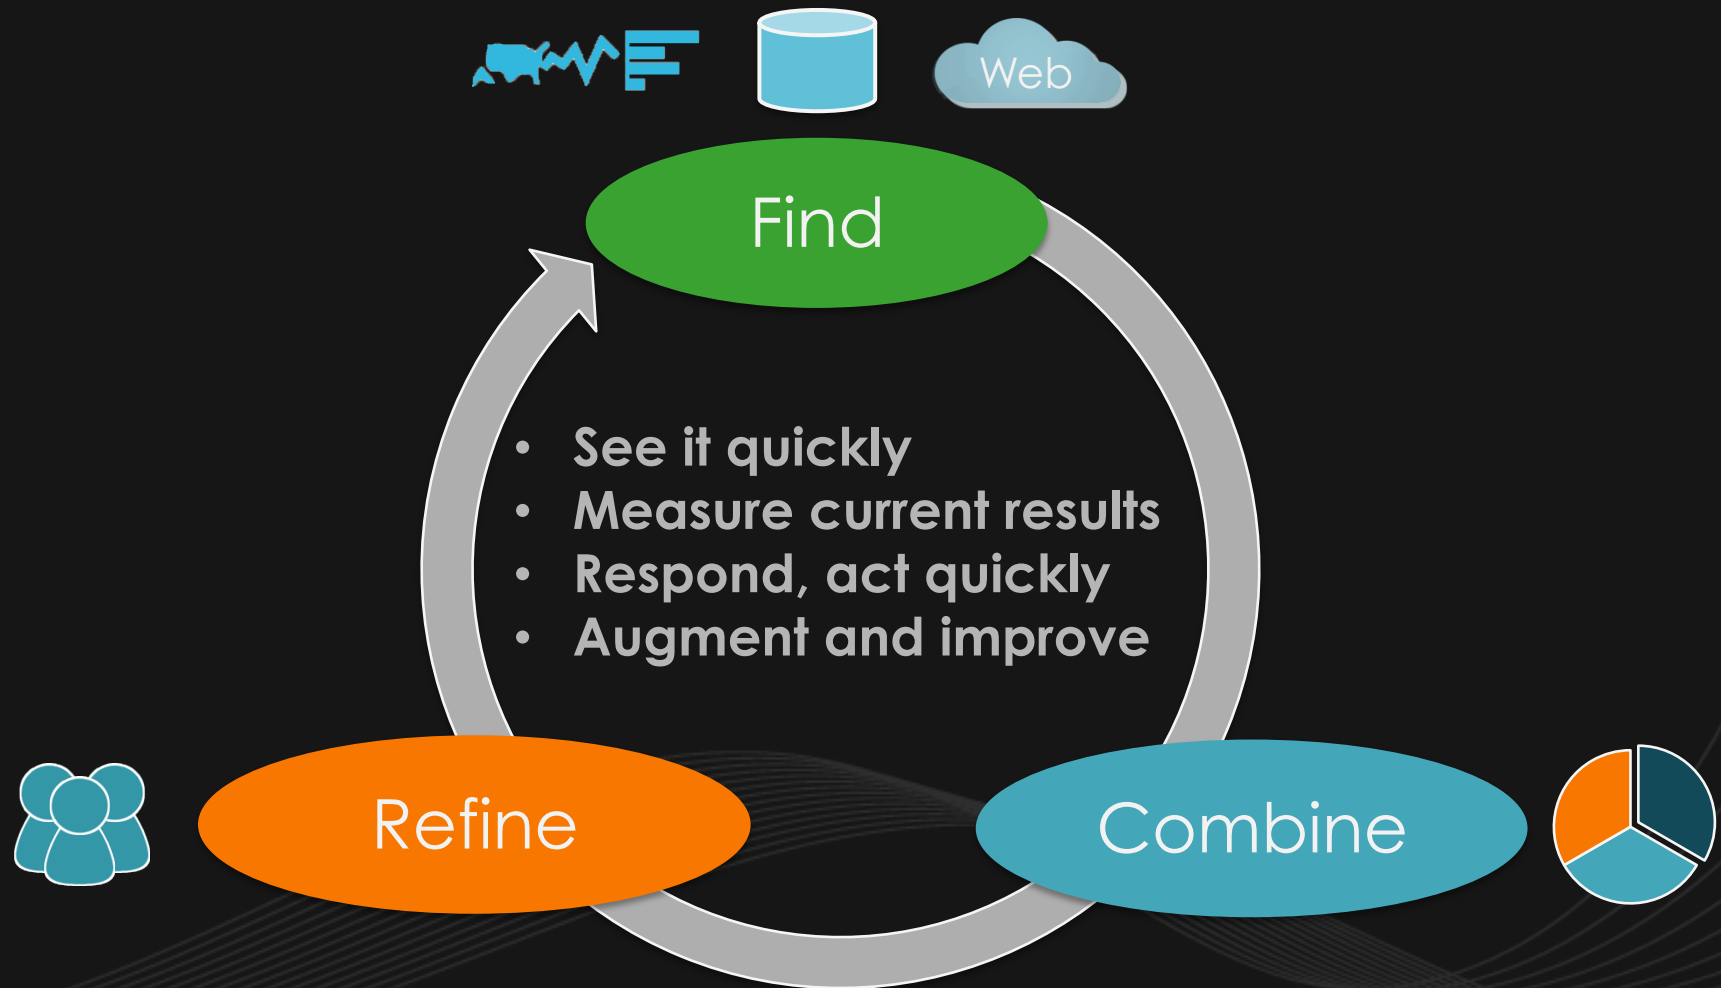 Web
Find
• See it quickly
• Measure current results
• Respond, act quickly
• Augment and improve
Refine
Combine